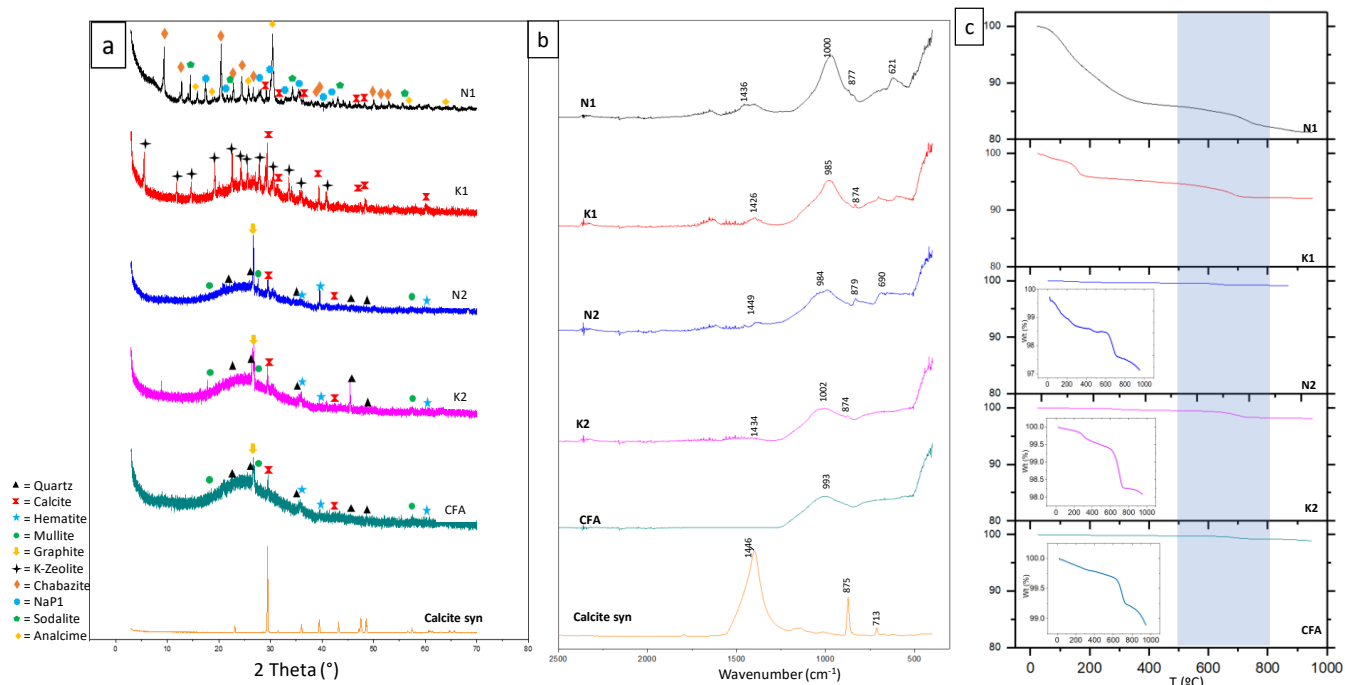 a
N1
K1
N2
K2
CFA
Calcite syn
= Quartz
= Calcite
= Hematite
= Mullite
= Graphite
= K-Zeolite
= Chabazite
= NaP1
= Sodalite
= Analcime
0 10 20 30 40 50 60 70
2 Theta (°)
b
1436 1000 877 621
N1
1426 985 874
K1
1449 984 879 690
N2
1434 1002 874
K2
993
CFA
1446 875 713
Calcite syn
2500 2000 1500 1000 500
Wavenumber (cm-1)
c
100
90
80
N1
100
90
80
K1
100
90
80
N2
Wt (%)
100
99
98
97
0 200 400 600 800 1000
100
90
80
K2
Wt (%)
100.0
99.5
99.0
98.5
98.0
0 200 400 600 800 1000
100
90
80
CFA
Wt (%)
100.0
99.5
99.0
0 200 400 600 800 1000
0 200 400 600 800 1000
T (ºC)